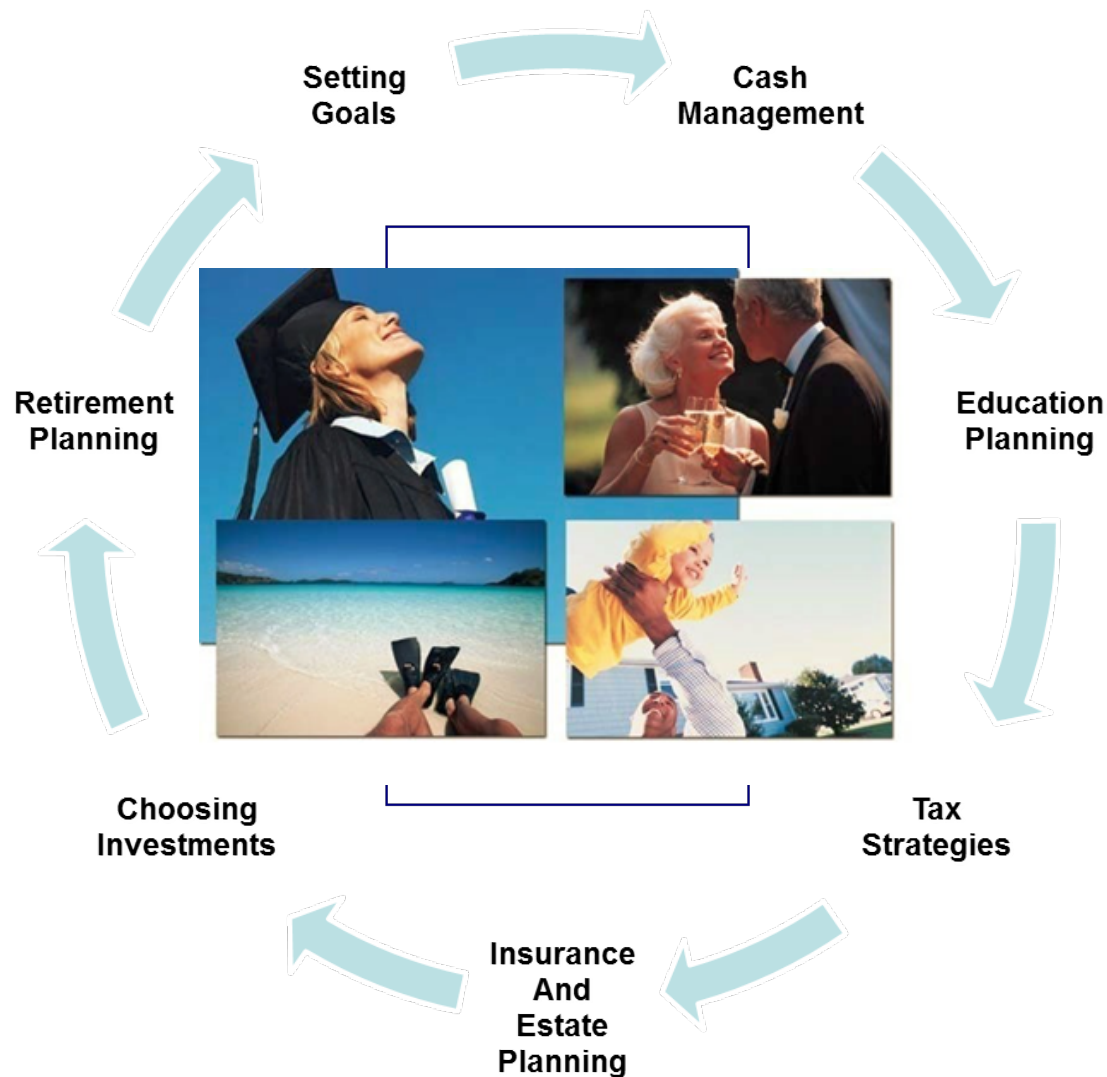 Setting
Goals
Cash
Management
Education
Planning
Tax
Strategies
Insurance
And
Estate
Planning
Choosing
Investments
Retirement
Planning